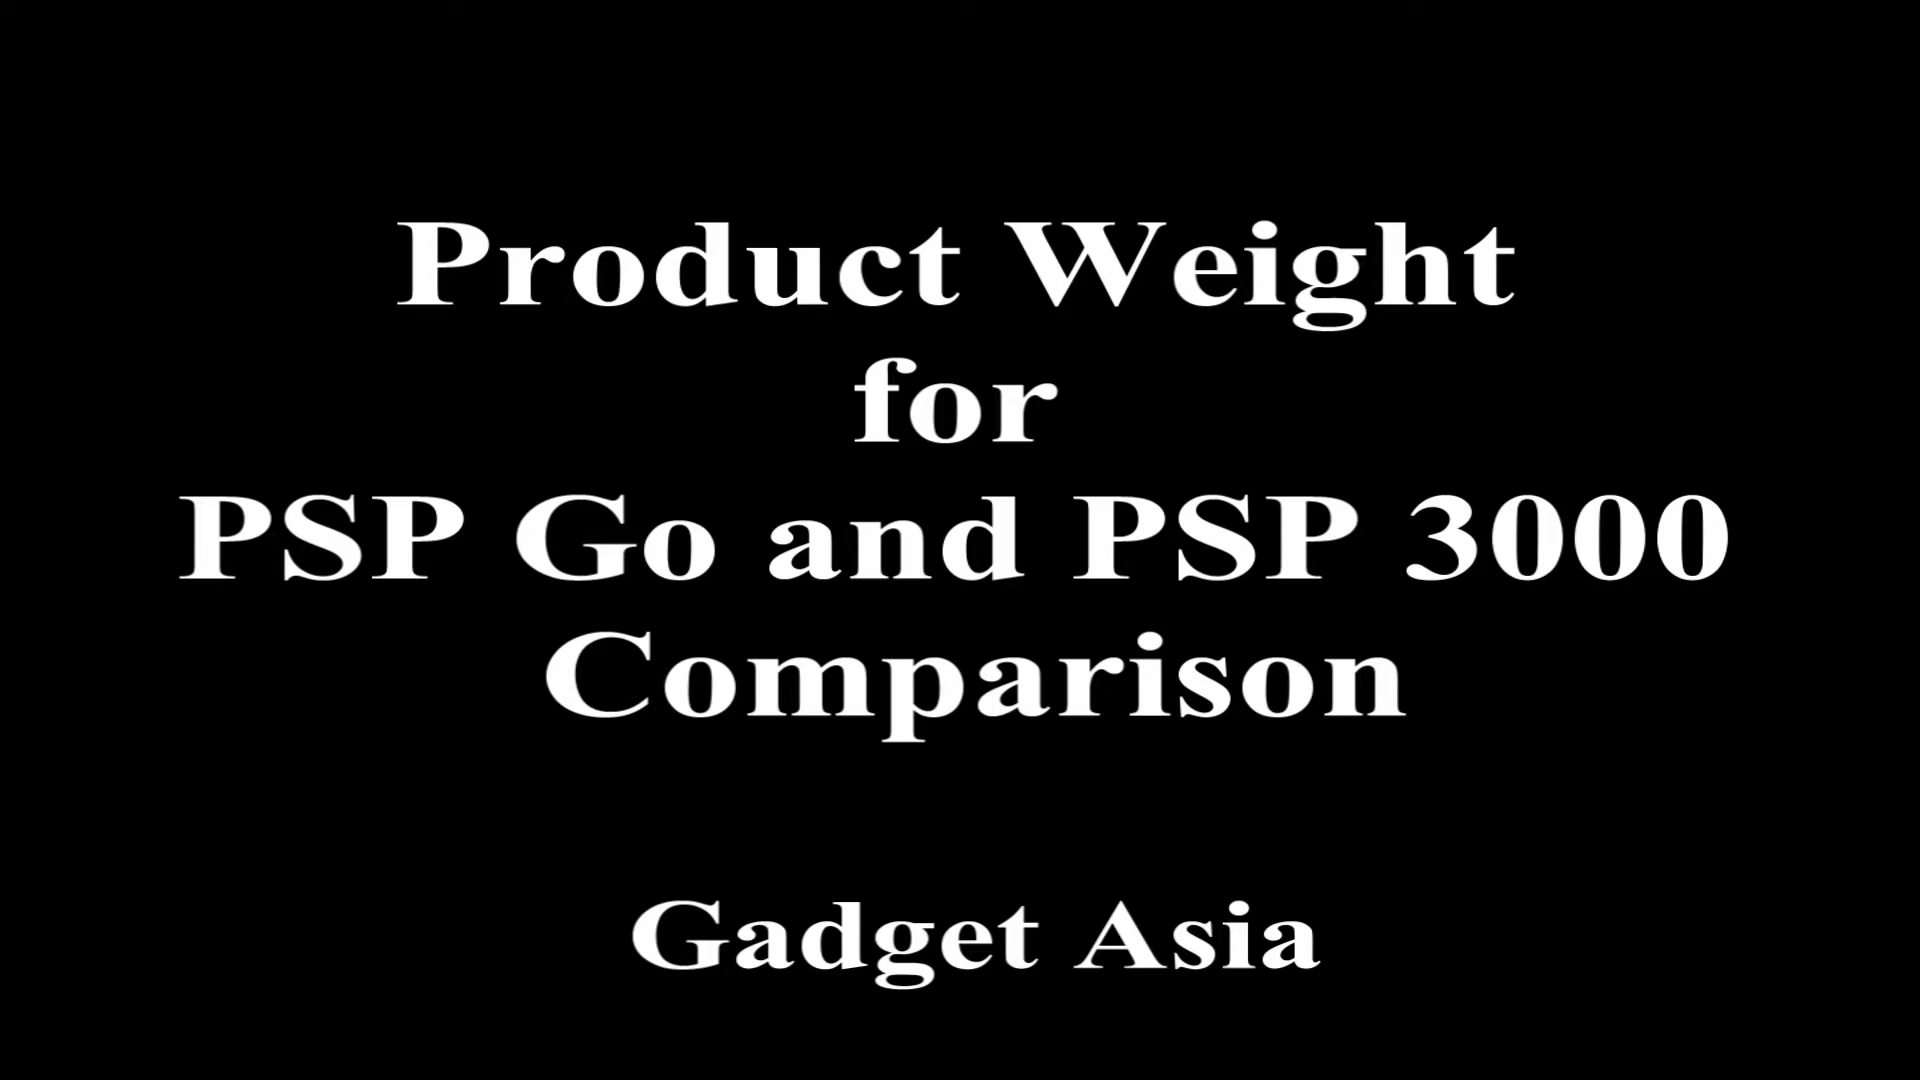 Product Weight
for
PSP Go and PSP 3000
Comparison
Gadget Asia